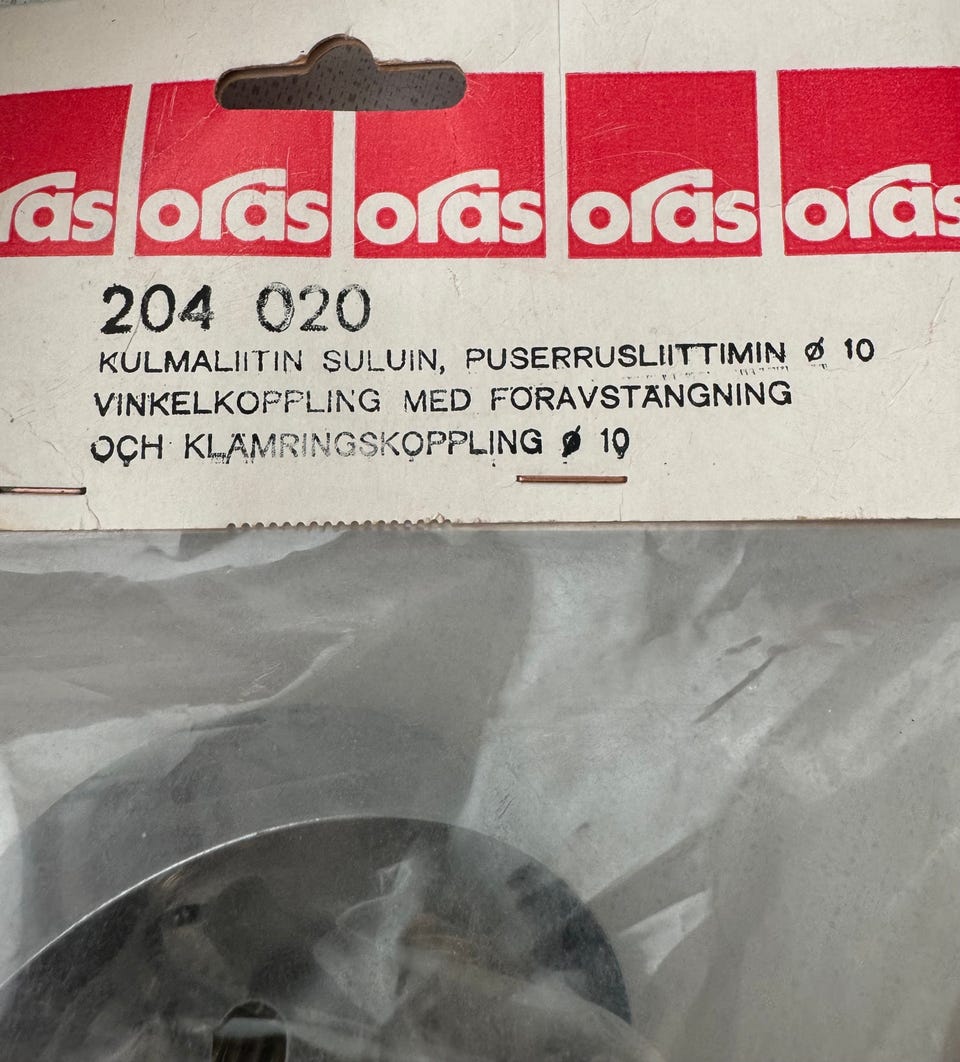 oras oras oras oras oras
204 020
KULMALIITIN SULUIN, PUSERRUSLIITTIMIN Ø 10
VINKELKOPPLING MED FÖRAVSTÄNGNING
OCH KLÄMRINGSKOPPLING Ø 10